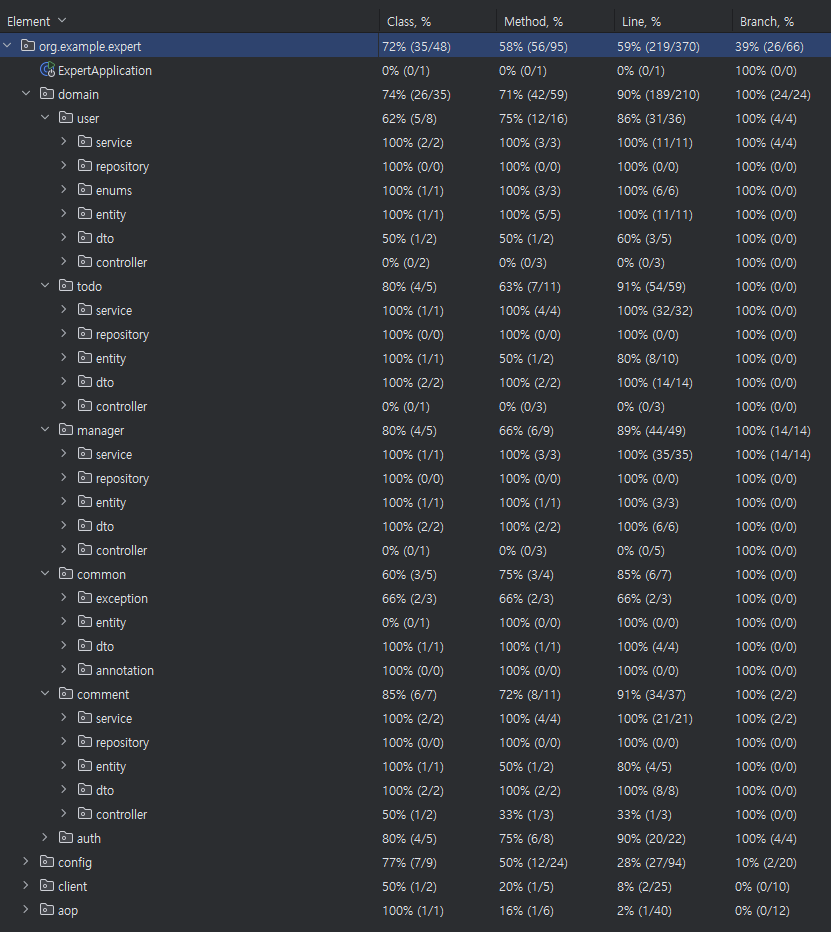 Element Class, % Method, % Line, % Branch, %
org.example.expert 72% (35/48) 58% (56/95) 59% (219/370) 39% (26/66)
ExpertApplication 0% (0/1) 0% (0/1) 0% (0/1) 100% (0/0)
domain 74% (26/35) 71% (42/59) 90% (189/210) 100% (24/24)
user 62% (5/8) 75% (12/16) 86% (31/36) 100% (4/4)
service 100% (2/2) 100% (3/3) 100% (11/11) 100% (4/4)
repository 100% (0/0) 100% (0/0) 100% (0/0) 100% (0/0)
enums 100% (1/1) 100% (3/3) 100% (6/6) 100% (0/0)
entity 100% (1/1) 100% (5/5) 100% (11/11) 100% (0/0)
dto 50% (1/2) 50% (1/2) 60% (3/5) 100% (0/0)
controller 0% (0/2) 0% (0/3) 0% (0/3) 100% (0/0)
todo 80% (4/5) 63% (7/11) 91% (54/59) 100% (0/0)
service 100% (1/1) 100% (4/4) 100% (32/32) 100% (0/0)
repository 100% (0/0) 100% (0/0) 100% (0/0) 100% (0/0)
entity 100% (1/1) 50% (1/2) 80% (8/10) 100% (0/0)
dto 100% (2/2) 100% (2/2) 100% (14/14) 100% (0/0)
controller 0% (0/1) 0% (0/3) 0% (0/3) 100% (0/0)
manager 80% (4/5) 66% (6/9) 89% (44/49) 100% (14/14)
service 100% (1/1) 100% (3/3) 100% (35/35) 100% (14/14)
repository 100% (0/0) 100% (0/0) 100% (0/0) 100% (0/0)
entity 100% (1/1) 100% (1/1) 100% (3/3) 100% (0/0)
dto 100% (2/2) 100% (2/2) 100% (6/6) 100% (0/0)
controller 0% (0/1) 0% (0/3) 0% (0/5) 100% (0/0)
common 60% (3/5) 75% (3/4) 85% (6/7) 100% (0/0)
exception 66% (2/3) 66% (2/3) 66% (2/3) 100% (0/0)
entity 0% (0/1) 100% (0/0) 100% (0/0) 100% (0/0)
dto 100% (1/1) 100% (1/1) 100% (4/4) 100% (0/0)
annotation 100% (0/0) 100% (0/0) 100% (0/0) 100% (0/0)
comment 85% (6/7) 72% (8/11) 91% (34/37) 100% (2/2)
service 100% (2/2) 100% (4/4) 100% (21/21) 100% (2/2)
repository 100% (0/0) 100% (0/0) 100% (0/0) 100% (0/0)
entity 100% (1/1) 50% (1/2) 80% (4/5) 100% (0/0)
dto 100% (2/2) 100% (2/2) 100% (8/8) 100% (0/0)
controller 50% (1/2) 33% (1/3) 33% (1/3) 100% (0/0)
auth 80% (4/5) 75% (6/8) 90% (20/22) 100% (4/4)
config 77% (7/9) 50% (12/24) 28% (27/94) 10% (2/20)
client 50% (1/2) 20% (1/5) 8% (2/25) 0% (0/10)
aop 100% (1/1) 16% (1/6) 2% (1/40) 0% (0/12)